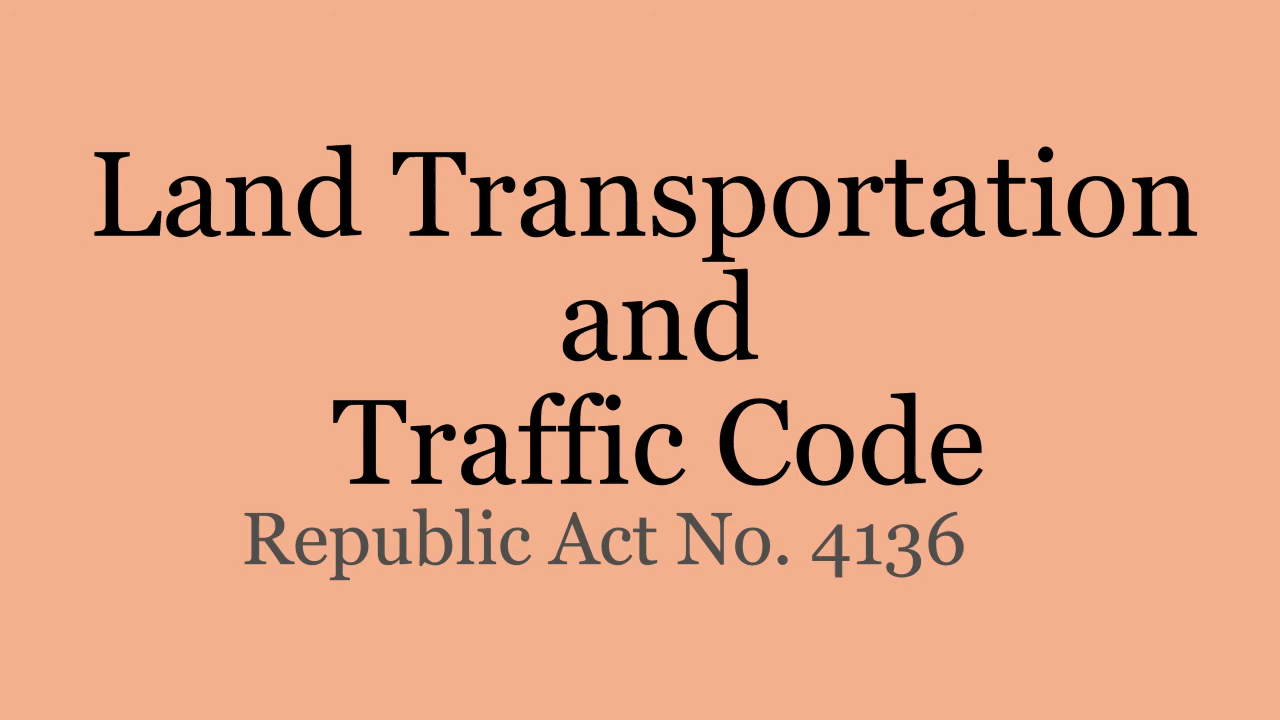 Land Transportation
and
Traffic Code
Republic Act No. 4136